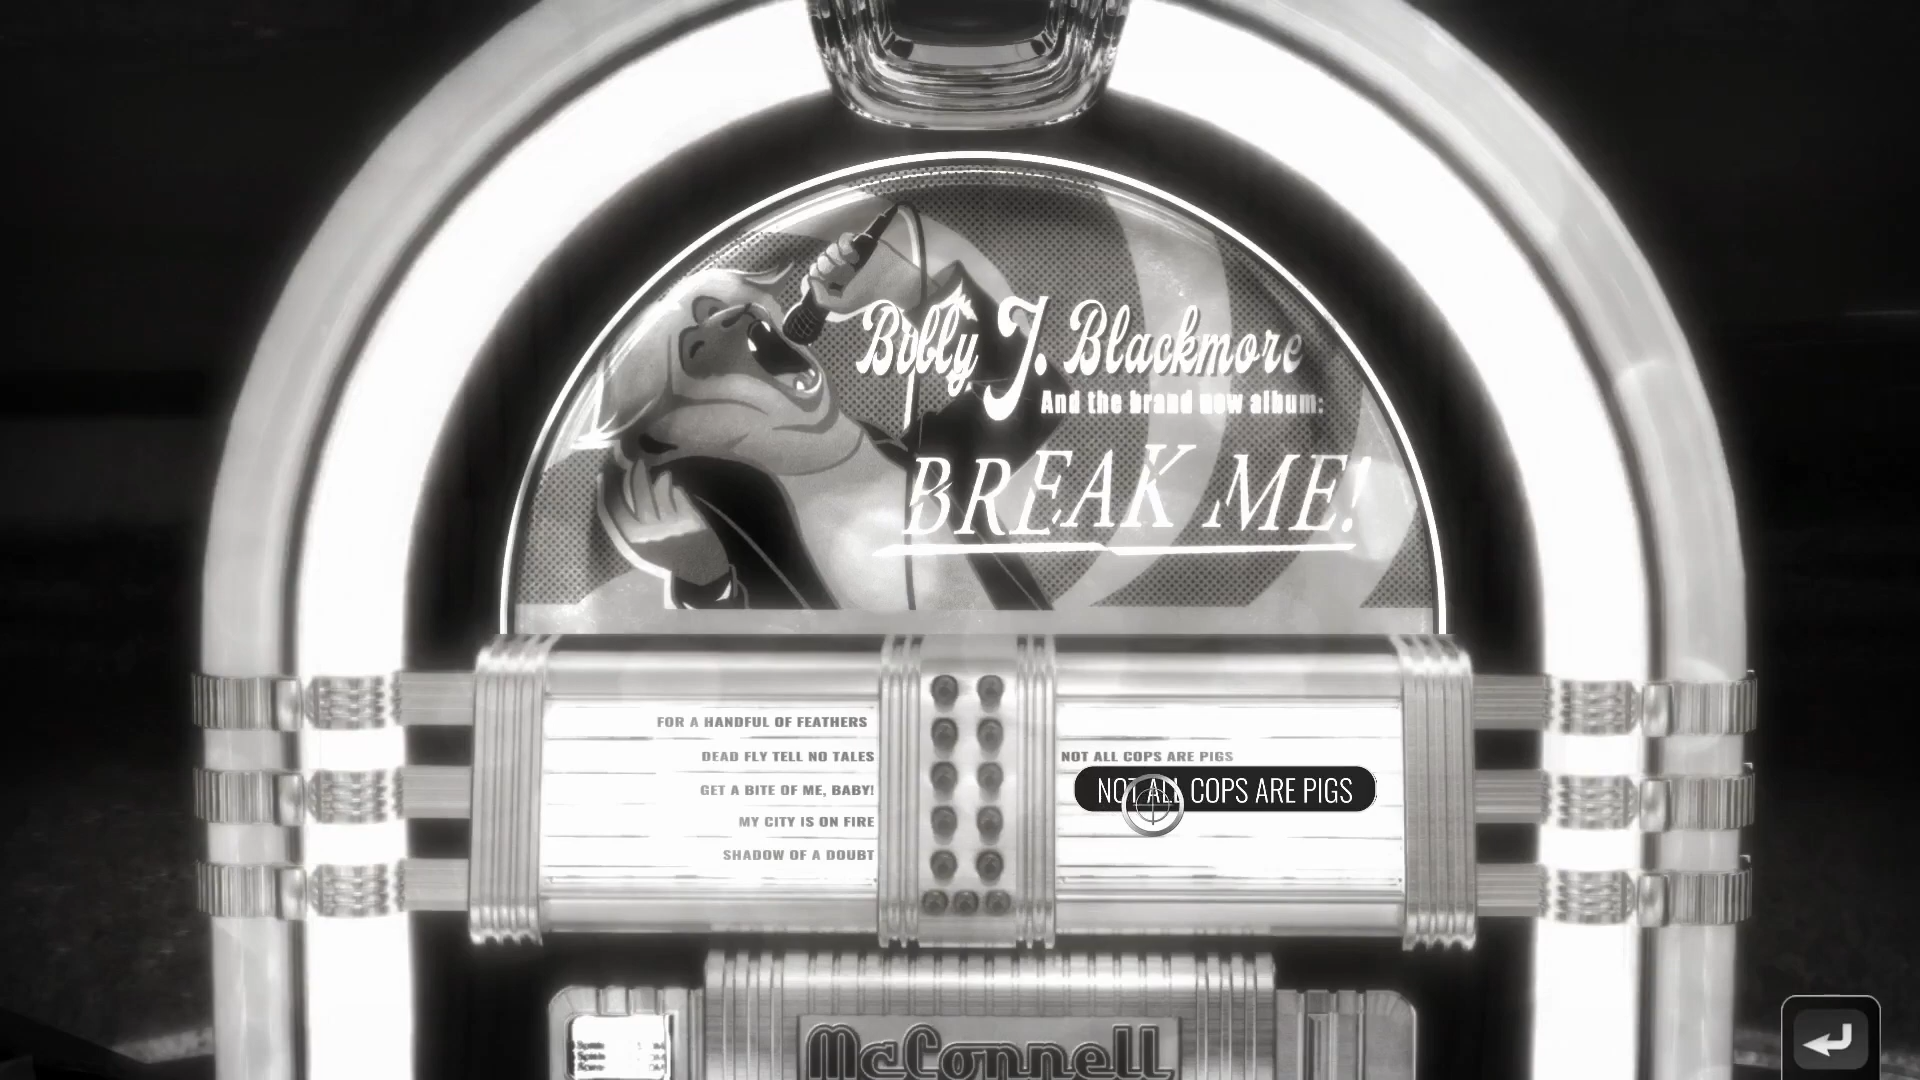 Billy J. Blackmore
And the brand new album:
BREAK ME!
FOR A HANDFUL OF FEATHERS
DEAD FLY TELL NO TALES
GET A BITE OF ME, BABY!
MY CITY IS ON FIRE
SHADOW OF A DOUBT
NOT ALL COPS ARE PIGS
NOT ALL COPS ARE PIGS
McConnell